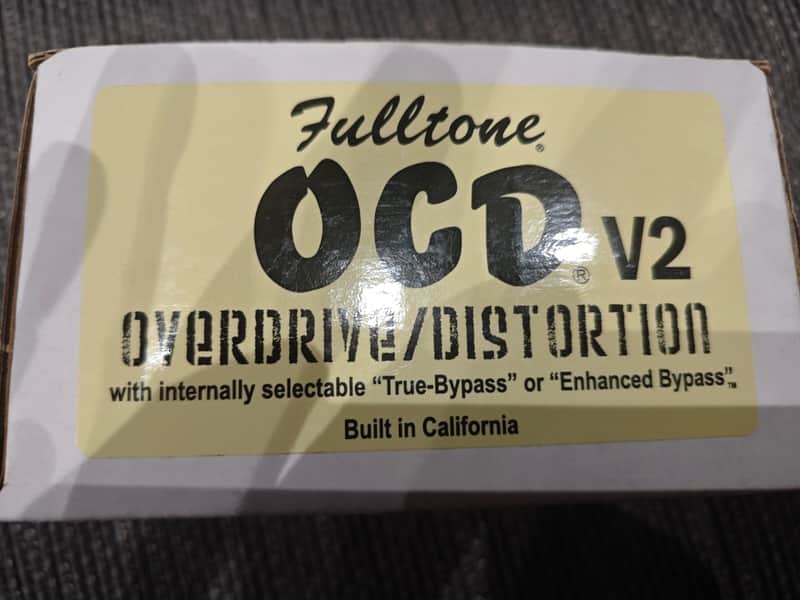 Fulltone®
OCD® V2
OVERDRIVE/DISTORTION
with internally selectable “True-Bypass” or “Enhanced Bypass”™
Built in California